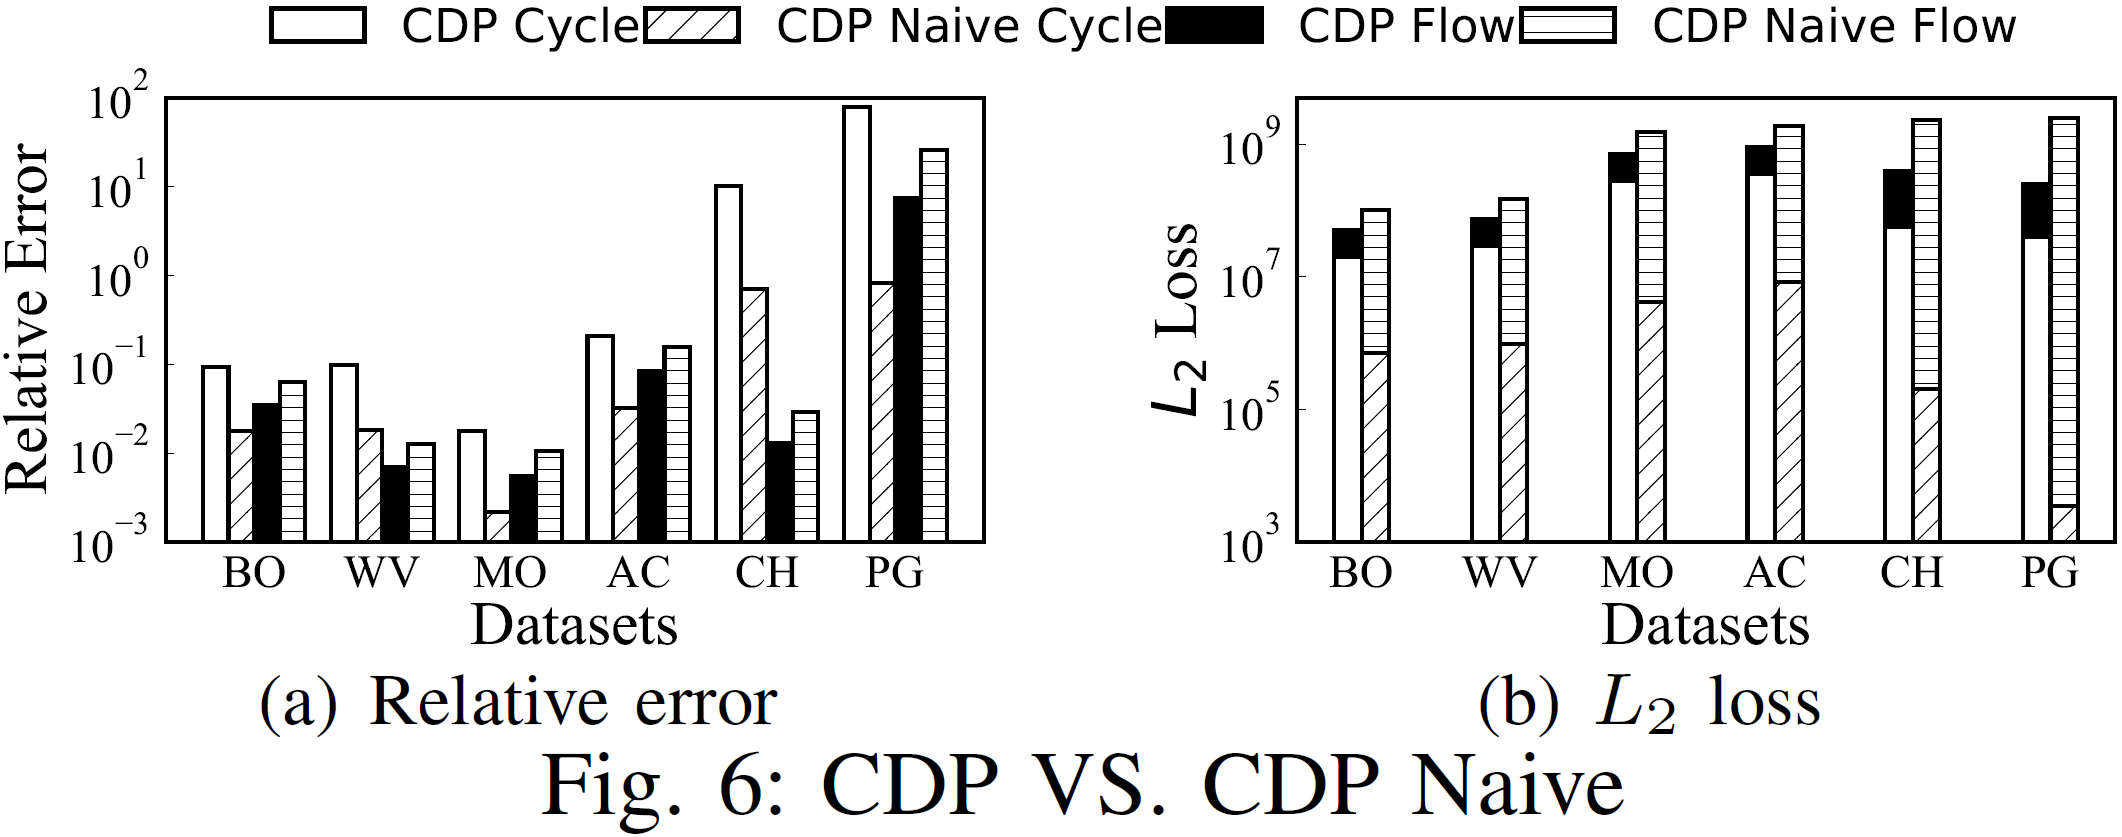 CDP Cycle CDP Naive Cycle CDP Flow CDP Naive Flow
Relative Error
10^2
10^1
10^0
10^−1
10^−2
10^−3
BO WV MO AC CH PG
Datasets
(a) Relative error
L_2 Loss
10^9
10^7
10^5
10^3
BO WV MO AC CH PG
Datasets
(b) L_2 loss
Fig. 6: CDP VS. CDP Naive